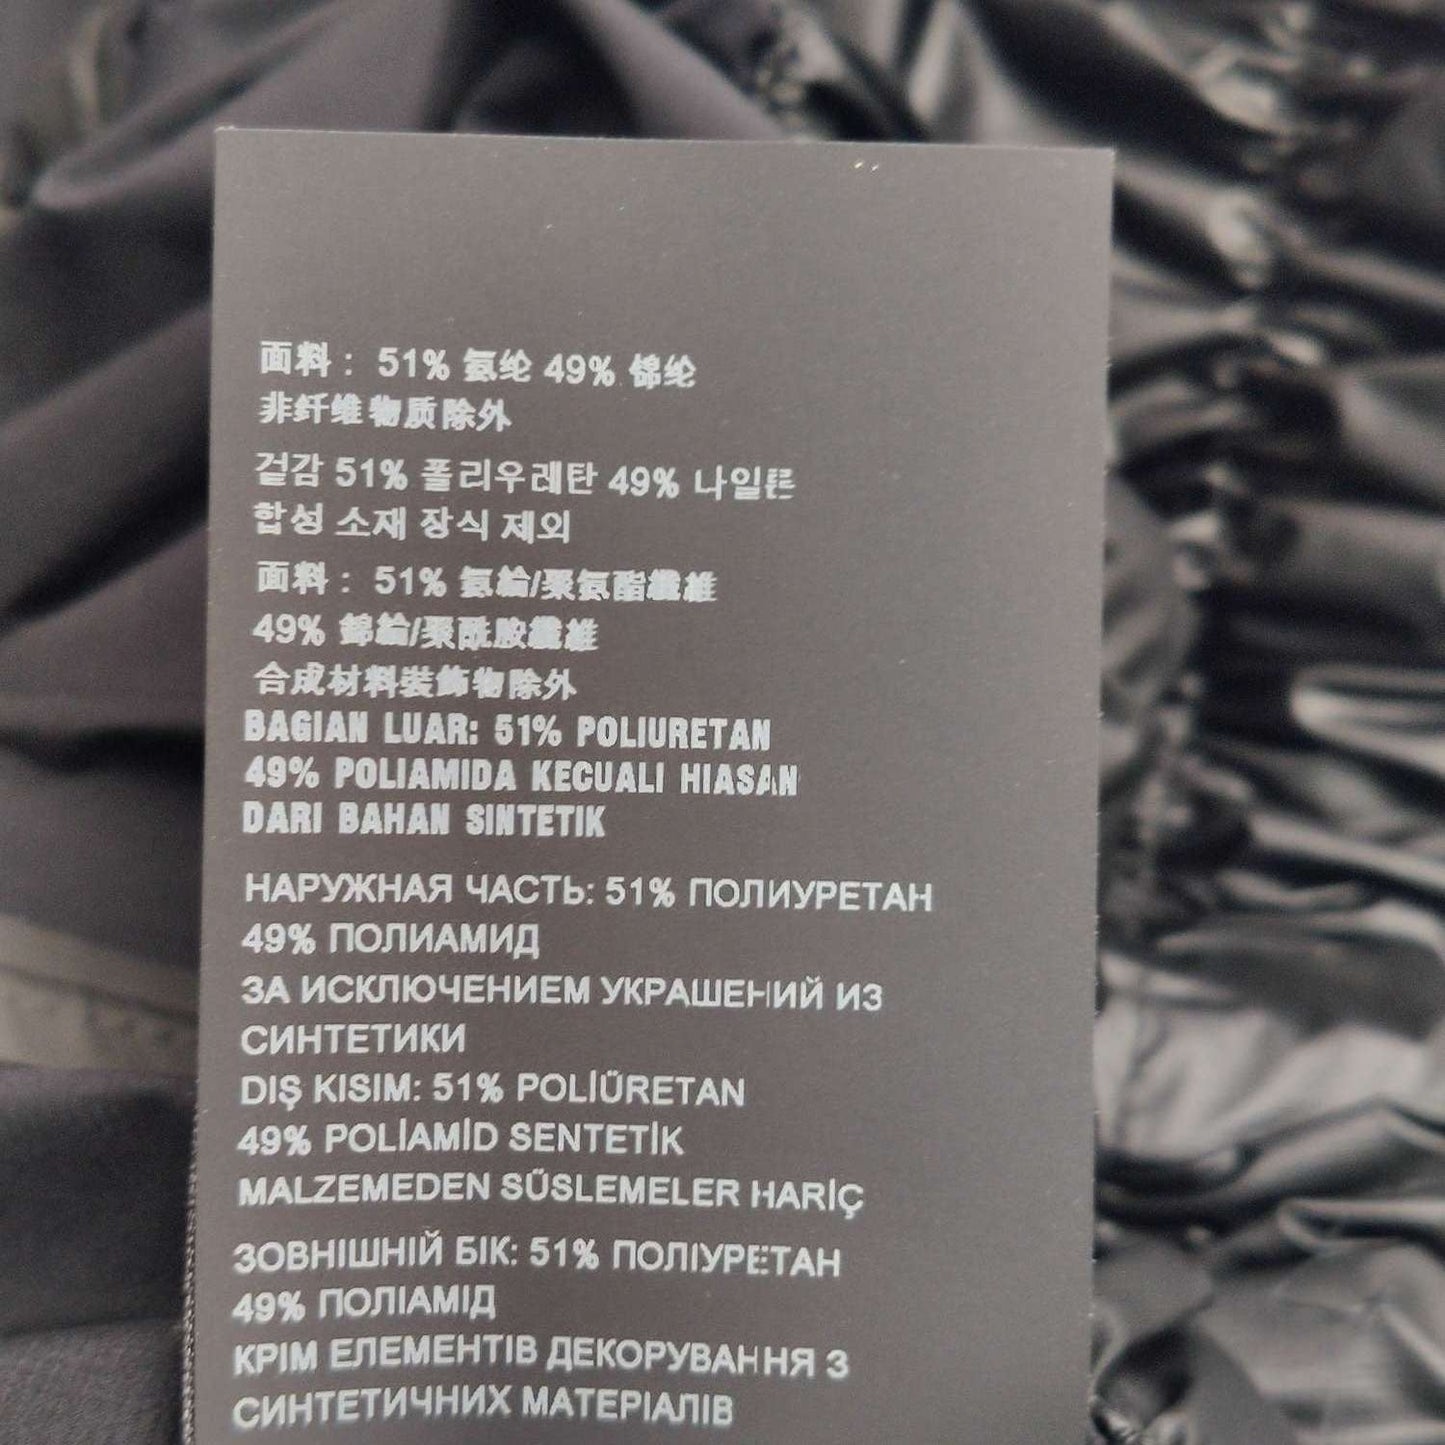 面料： 51% 氨纶 49% 锦纶
非纤维物质除外
겉감 51% 폴리우레탄 49% 나일론
합성 소재 장식 제외
面料： 51% 氨綸/聚氨酯纖維
49% 錦綸/聚酰胺纖維
合成材料裝飾物除外
BAGIAN LUAR: 51% POLIURETAN
49% POLIAMIDA KECUALI HIASAN
DARI BAHAN SINTETIK
НАРУЖНАЯ ЧАСТЬ: 51% ПОЛИУРЕТАН
49% ПОЛИАМИД
ЗА ИСКЛЮЧЕНИЕМ УКРАШЕНИЙ ИЗ
СИНТЕТИКИ
DIŞ KISIM: 51% POLİÜRETAN
49% POLİAMİD SENTETİK
MALZEMEDEN SÜSLEMELER HARİÇ
ЗОВНІШНІЙ БІК: 51% ПОЛІУРЕТАН
49% ПОЛІАМІД
КРІМ ЕЛЕМЕНТІВ ДЕКОРУВАННЯ З
СИНТЕТИЧНИХ МАТЕРІАЛІВ